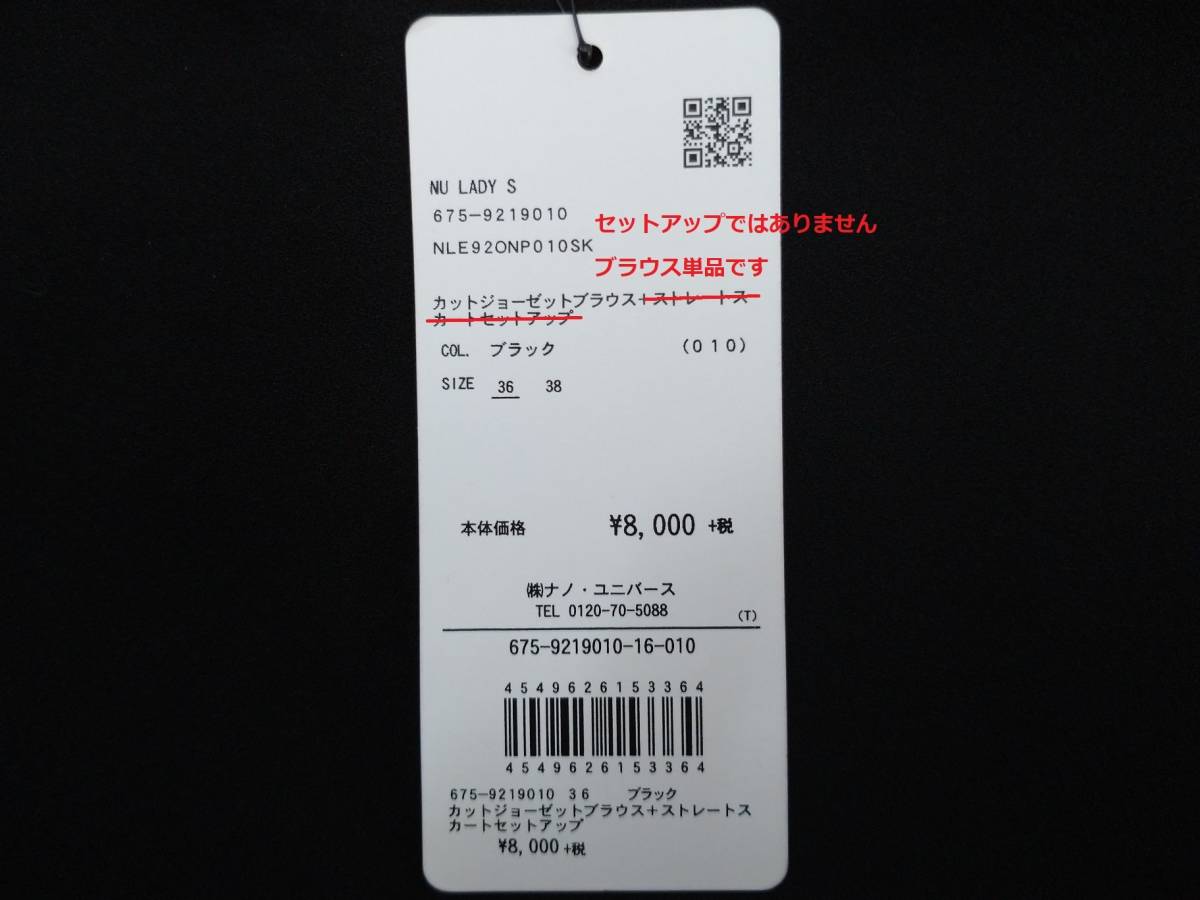 NU LADY S
675-9219010
セットアップではありません
NLE92ONP010SK
ブラウス単品です
カットジョーゼットブラウス+ストレートス
カートセットアップ
COL. ブラック (010)
SIZE 36 38
本体価格 ¥8,000 +税
㈱ナノ・ユニバース
TEL 0120-70-5088 (T)
675-9219010-16-010
4549626153364
4549626153364
675-9219010 36 ブラック
カットジョーゼットブラウス+ストレートス
カートセットアップ
¥8,000+税